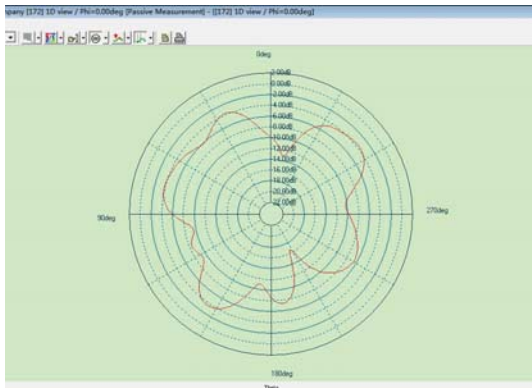 mpany [172] 1D view / Phi=0.00deg [Passive Measurement] - [[172] 1D view / Phi=0.00deg]
0deg
2.00dB
0.00dB
-2.00dB
-4.00dB
-6.00dB
-8.00dB
-10.00dB
-12.00dB
-14.00dB
-16.00dB
-18.00dB
-20.00dB
-22.00dB
90deg
270deg
180deg
Theta